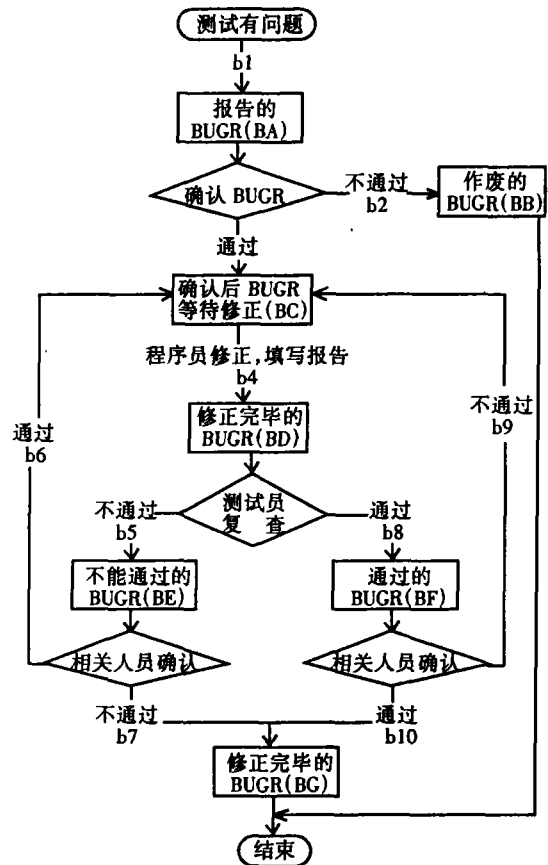 测试有问题
b1
报告的
BUGR(BA)
确认 BUGR
不通过
b2
作废的
BUGR(BB)
通过
确认后 BUGR
等待修正(BC)
程序员修正,填写报告
b4
修正完毕的
BUGR(BD)
通过
b6
不通过
b9
测试员
复 查
不通过
b5
通过
b8
不能通过的
BUGR(BE)
通过的
BUGR(BF)
相关人员确认
相关人员确认
不通过
b7
通过
b10
修正完毕的
BUGR(BG)
结束